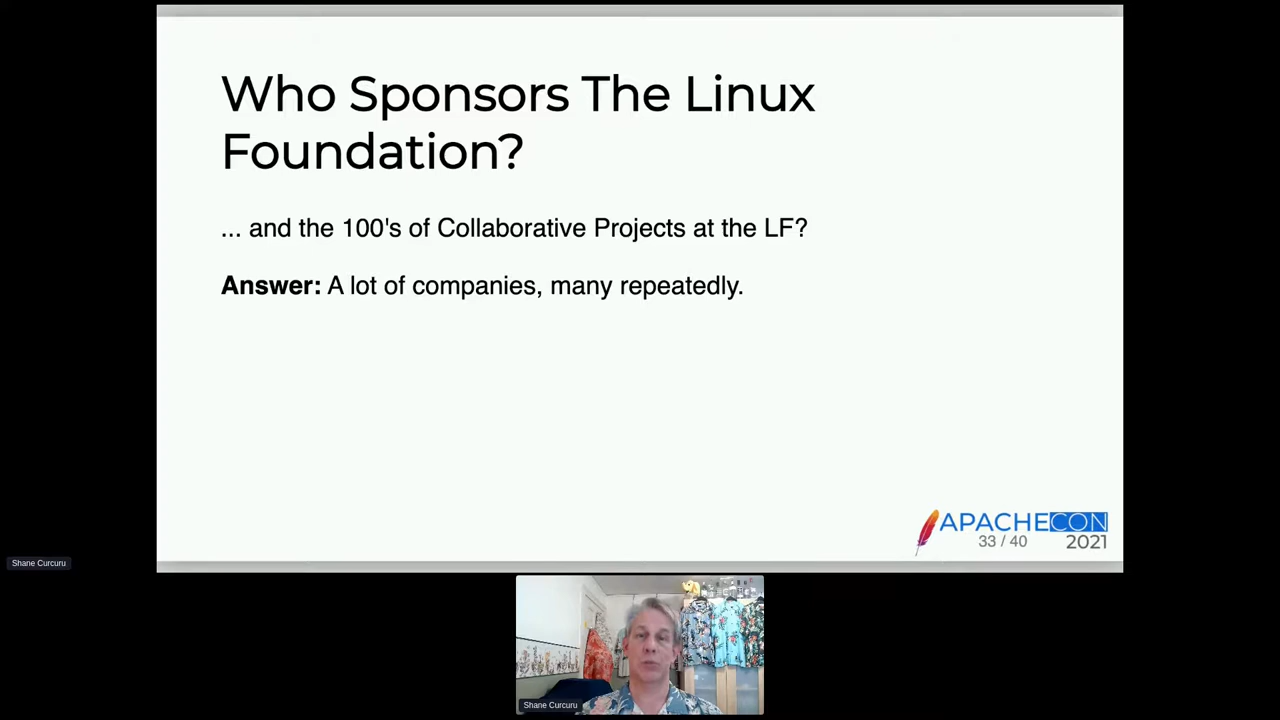 Who Sponsors The Linux
Foundation?
... and the 100's of Collaborative Projects at the LF?
Answer: A lot of companies, many repeatedly.
APACHECON
33 / 40
2021
Shane Curcuru
Shane Curcuru